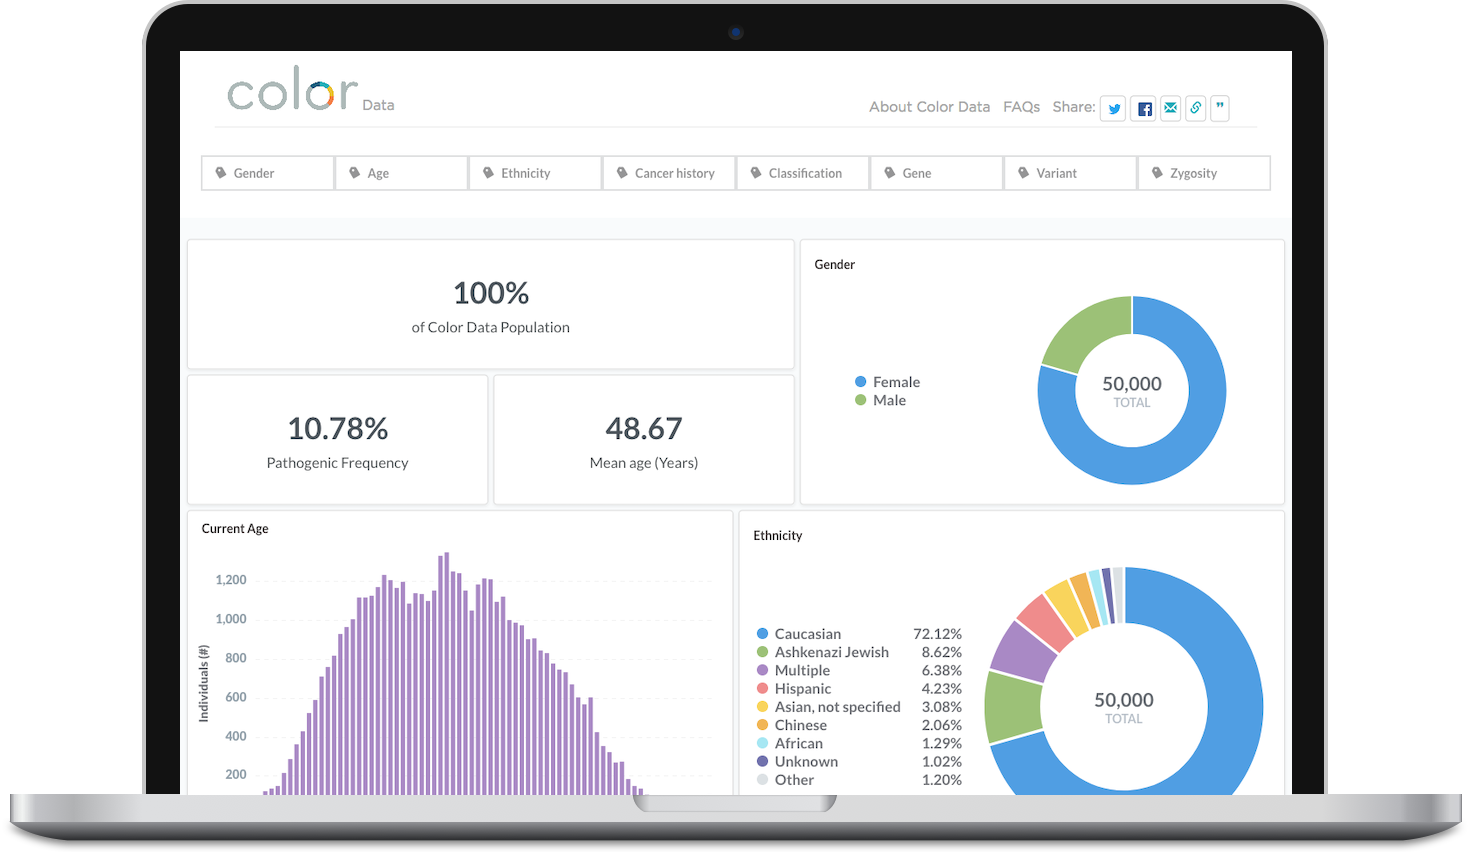 color Data
About Color Data FAQs Share:
Gender Age Ethnicity Cancer history Classification Gene Variant Zygosity
100%
of Color Data Population
10.78%
Pathogenic Frequency
48.67
Mean age (Years)
Gender
Female
Male
50,000
TOTAL
Current Age
Individuals (#)
1,200
1,000
800
600
400
200
Ethnicity
Caucasian 72.12%
Ashkenazi Jewish 8.62%
Multiple 6.38%
Hispanic 4.23%
Asian, not specified 3.08%
Chinese 2.06%
African 1.29%
Unknown 1.02%
Other 1.20%
50,000
TOTAL